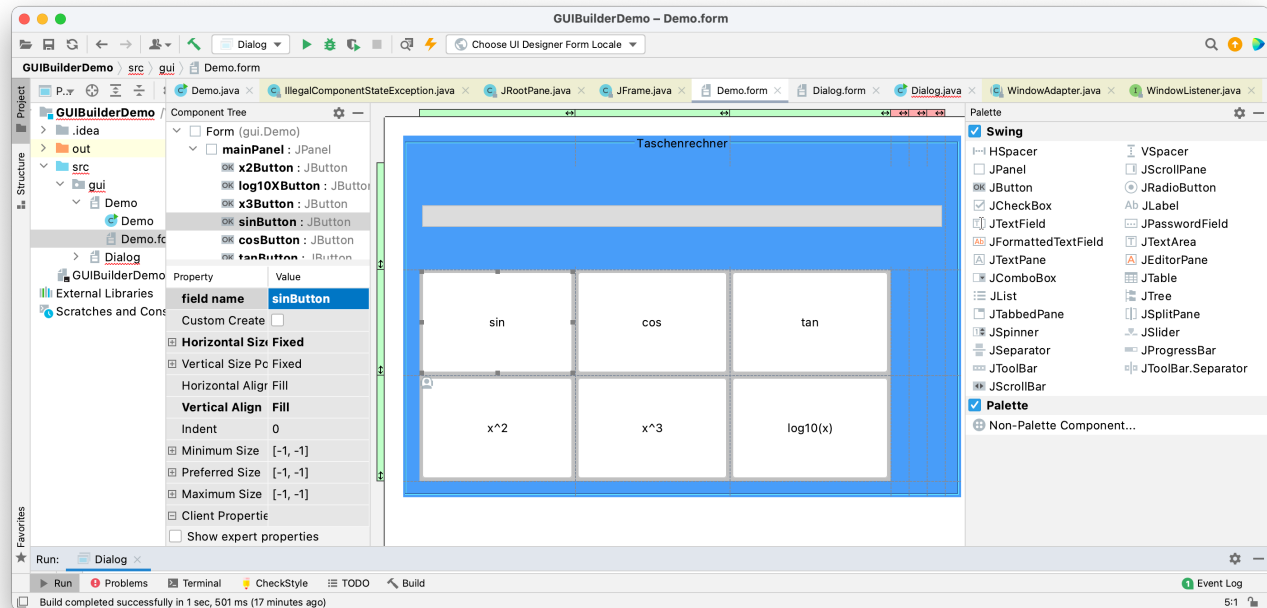 GUIBuilderDemo – Demo.form
Dialog
Choose UI Designer Form Locale
GUIBuilderDemo src gui Demo.form
Project
P...
Demo.java
IllegalComponentStateException.java
JRootPane.java
JFrame.java
Demo.form
Dialog.form
Dialog.java
WindowAdapter.java
WindowListener.java
GUIBuilderDemo /
.idea
out
src
gui
Demo
Demo
Demo.fo
Dialog
GUIBuilderDemo
External Libraries
Scratches and Cons
Structure
Favorites
Component Tree
Form (gui.Demo)
mainPanel : JPanel
x2Button : JButton
log10XButton : JButton
x3Button : JButton
sinButton : JButton
cosButton : JButton
tanButton : JButton
Property Value
field name sinButton
Custom Create
Horizontal Size Fixed
Vertical Size Po Fixed
Horizontal Align Fill
Vertical Align Fill
Indent 0
Minimum Size [-1, -1]
Preferred Size [-1, -1]
Maximum Size [-1, -1]
Client Propertie
Show expert properties
Taschenrechner
sin cos tan
x^2 x^3 log10(x)
Palette
Swing
HSpacer VSpacer
JPanel JScrollPane
OK JButton JRadioButton
JCheckBox Ab JLabel
JTextField JPasswordField
JFormattedTextField JTextArea
JTextPane JEditorPane
JComboBox JTable
JList JTree
JTabbedPane JSplitPane
JSpinner JSlider
JSeparator JProgressBar
JToolBar JToolBar.Separator
JScrollBar
Palette
Non-Palette Component...
Run: Dialog
Run Problems Terminal CheckStyle TODO Build
1 Event Log
Build completed successfully in 1 sec, 501 ms (17 minutes ago)
5:1